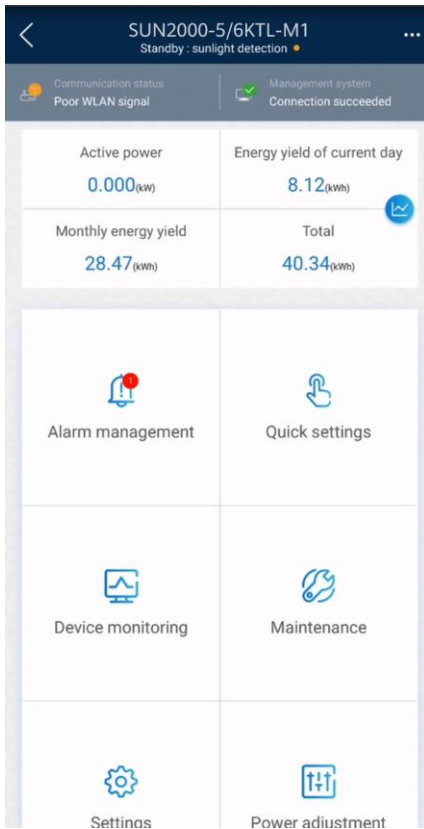 SUN2000-5/6KTL-M1
Standby : sunlight detection
Communication status
Poor WLAN signal
Management system
Connection succeeded
Active power
0.000(kW)
Energy yield of current day
8.12(kWh)
Monthly energy yield
28.47(kWh)
Total
40.34(kWh)
1
Alarm management
Quick settings
Device monitoring
Maintenance
Settings
Power adjustment